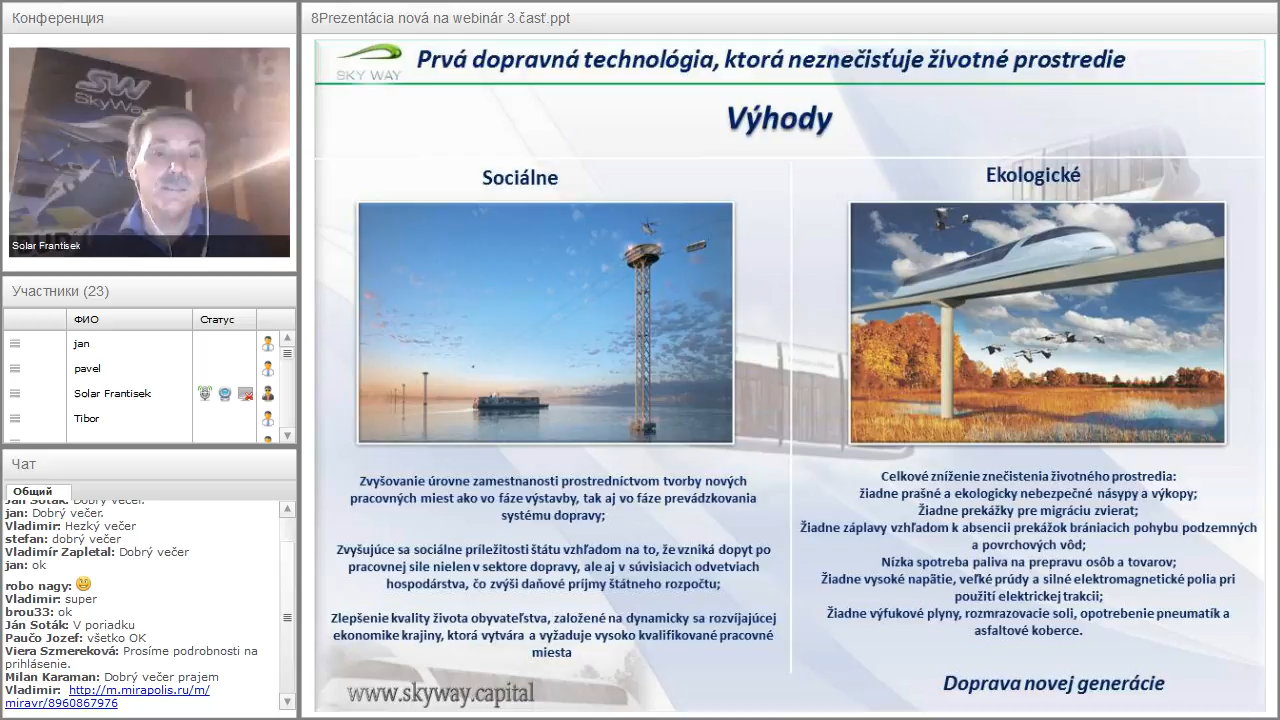 Конференция
SW
SkyWay
Solar Frantisek
Участники (23)
ФИО
Статус
jan
pavel
Solar Frantisek
Tibor
Чат
Общий
Ján Soták: Dobrý večer.
jan: Dobrý večer.
Vladimir: Hezký večer
stefan: dobrý večer
Vladimír Zapletal: Dobrý večer
jan: ok
robo nagy:
Vladimir: super
brou33: ok
Ján Soták: V poriadku
Paučo Jozef: všetko OK
Viera Szmereková: Prosíme podrobnosti na
prihlásenie.
Milan Karaman: Dobrý večer prajem
Vladimir: http://m.mirapolis.ru/m/
miravr/8960867976
8Prezentácia nová na webinár 3.časť.ppt
SKY WAY
Prvá dopravná technológia, ktorá neznečisťuje životné prostredie
Výhody
Sociálne
Zvyšovanie úrovne zamestnanosti prostredníctvom tvorby nových
pracovných miest ako vo fáze výstavby, tak aj vo fáze prevádzkovania
systému dopravy;
Zvyšujúce sa sociálne príležitosti štátu vzhľadom na to, že vzniká dopyt po
pracovnej sile nielen v sektore dopravy, ale aj v súvisiacich odvetviach
hospodárstva, čo zvýši daňové príjmy štátneho rozpočtu;
Zlepšenie kvality života obyvateľstva, založené na dynamicky sa rozvíjajúcej
ekonomike krajiny, ktorá vytvára a vyžaduje vysoko kvalifikované pracovné
miesta
Ekologické
Celkové zníženie znečistenia životného prostredia:
žiadne prašné a ekologicky nebezpečné násypy a výkopy;
Žiadne prekážky pre migráciu zvierat;
Žiadne záplavy vzhľadom k absencii prekážok brániacich pohybu podzemných
a povrchových vôd;
Nízka spotreba paliva na prepravu osôb a tovarov;
Žiadne vysoké napätie, veľké prúdy a silné elektromagnetické polia pri
použití elektrickej trakcii;
Žiadne výfukové plyny, rozmrazovacie soli, opotrebenie pneumatík a
asfaltové koberce.
www.skyway.capital
Doprava novej generácie